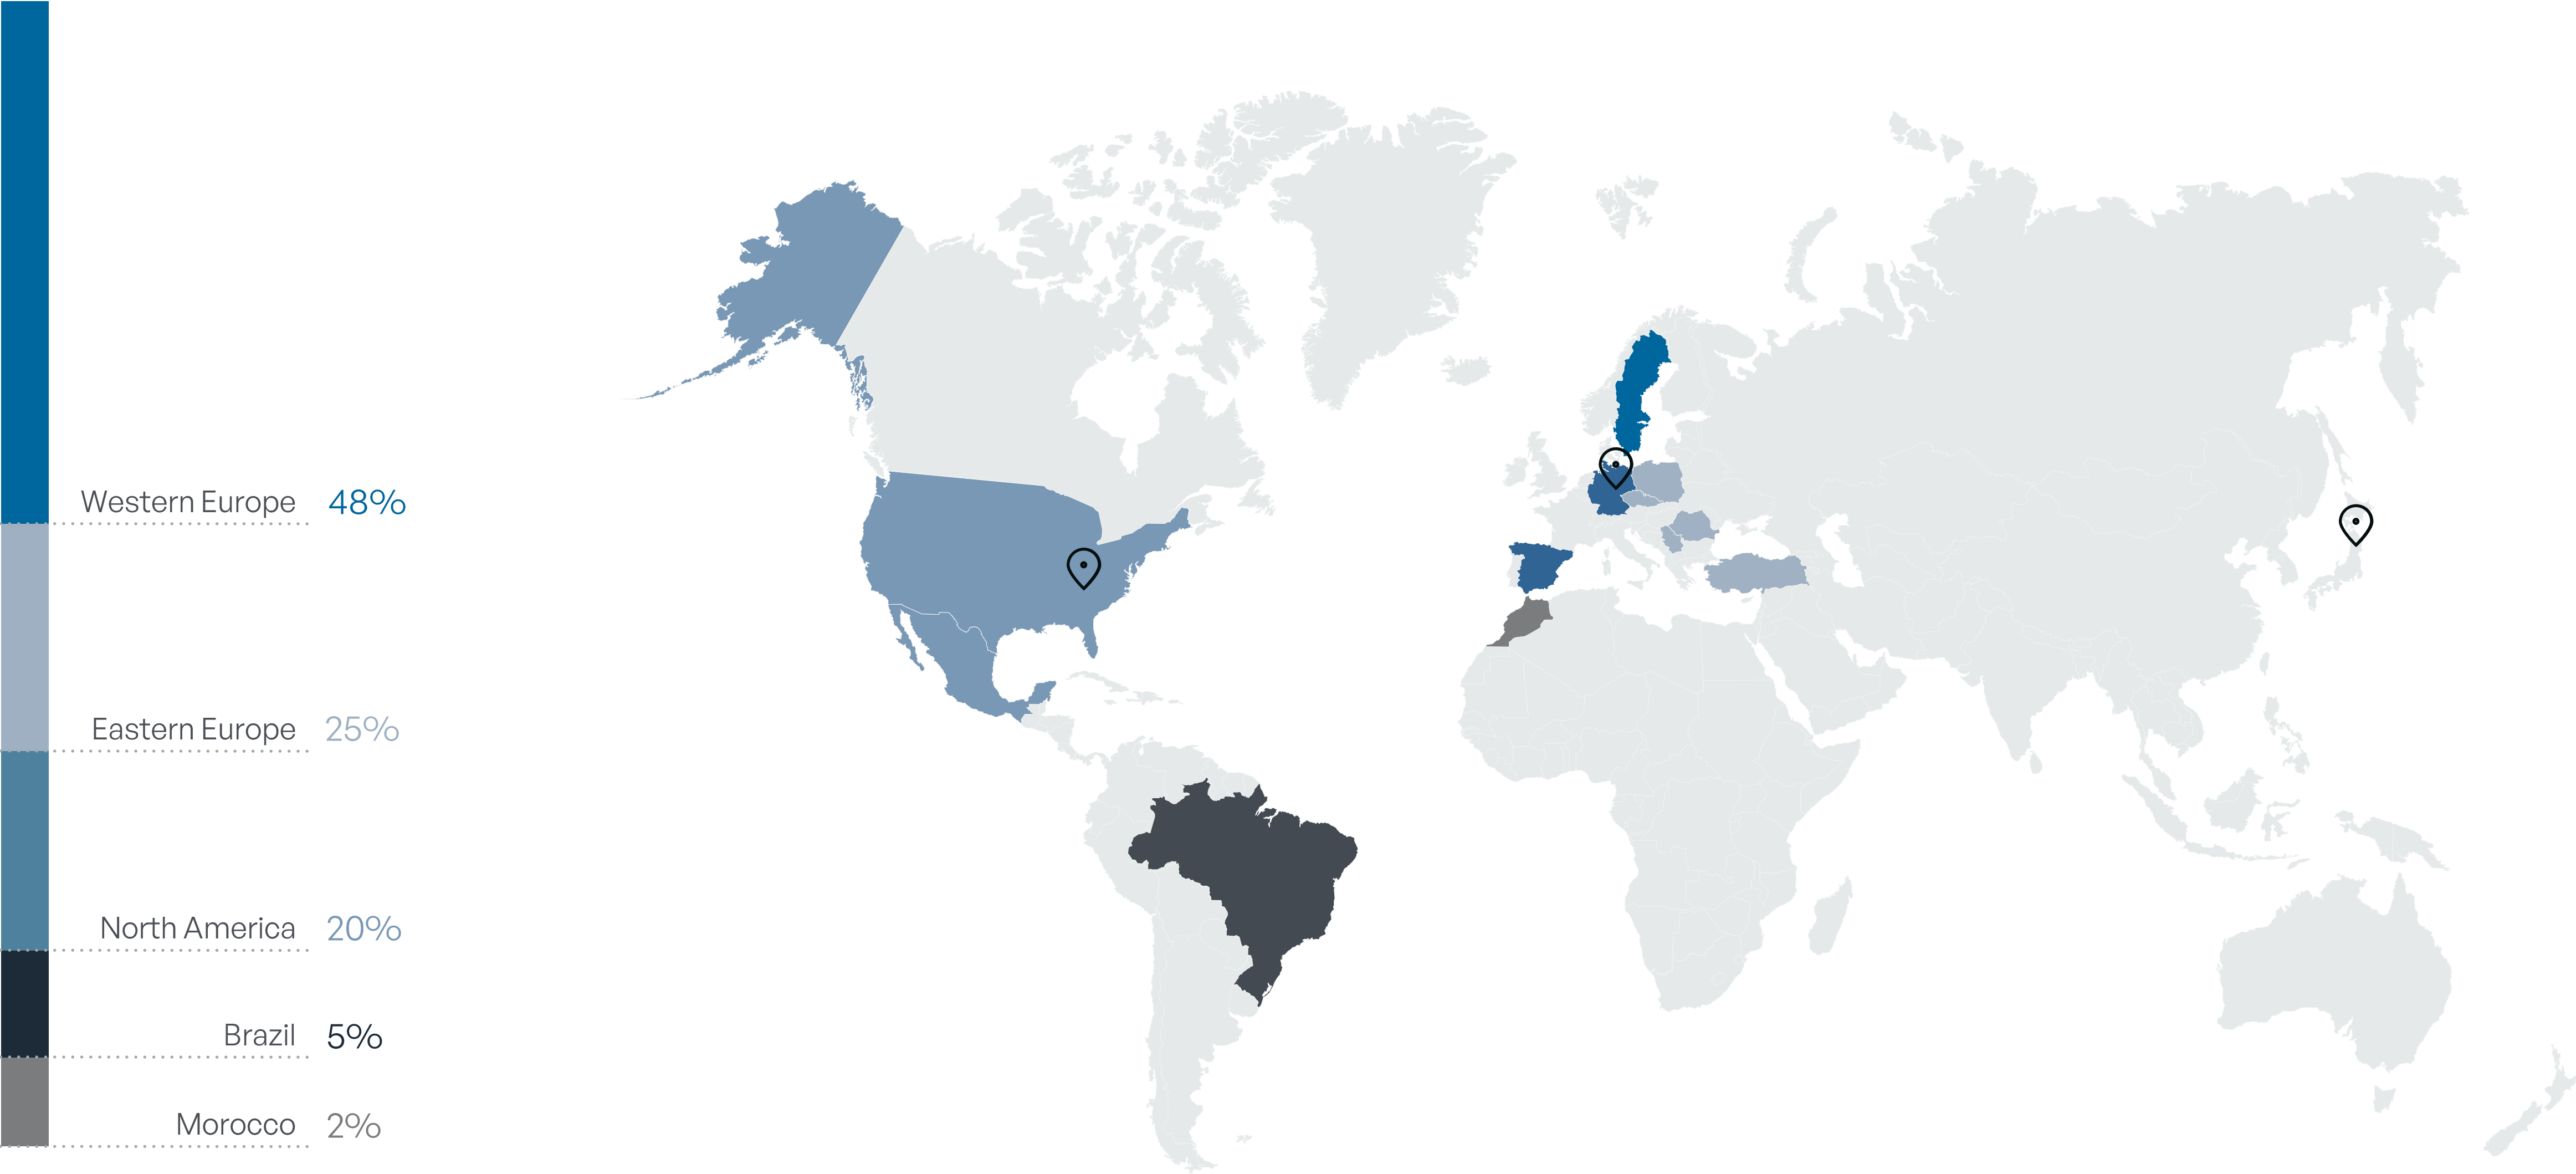 Western Europe 48%
Eastern Europe 25%
North America 20%
Brazil 5%
Morocco 2%